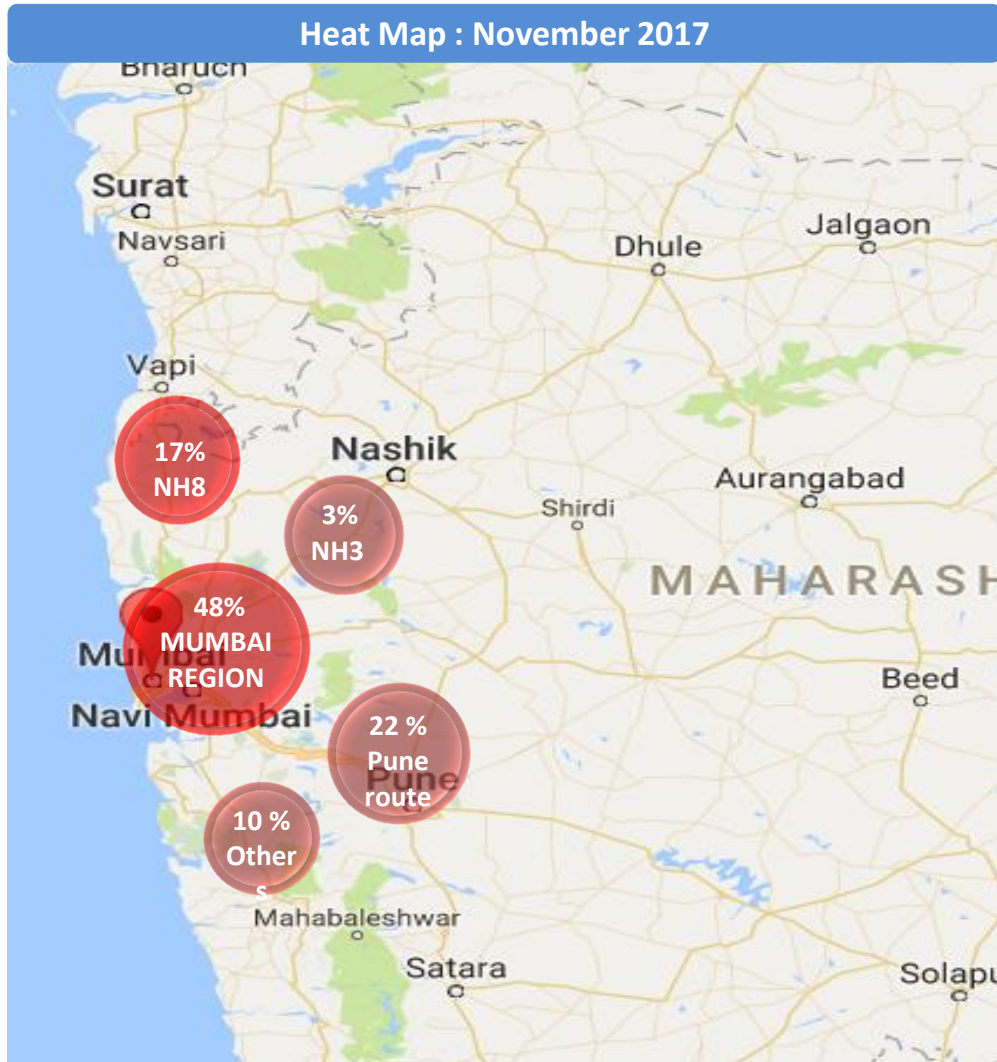 Heat Map : November 2017
Bharuch
Surat
Navsari
Jalgaon
Dhule
Vapi
17%
NH8
Nashik
3%
NH3
Shirdi
Aurangabad
MAHARASH
48%
MUMBAI
REGION
Mumbai
Navi Mumbai
Beed
22 %
Pune
route
Pune
10 %
Other
s
Mahabaleshwar
Satara
Solapu